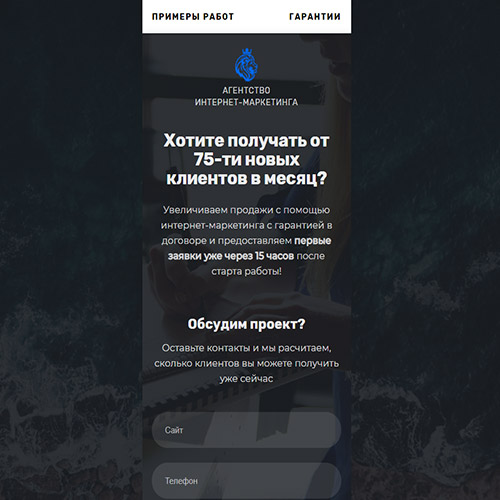 ПРИМЕРЫ РАБОТ ГАРАНТИИ
АГЕНТСТВО
ИНТЕРНЕТ-МАРКЕТИНГА
Хотите получать от
75-ти новых
клиентов в месяц?
Увеличиваем продажи с помощью
интернет-маркетинга с гарантией в
договоре и предоставляем первые
заявки уже через 15 часов после
старта работы!
Обсудим проект?
Оставьте контакты и мы расчитаем,
сколько клиентов вы можете получить
уже сейчас
Сайт
Телефон